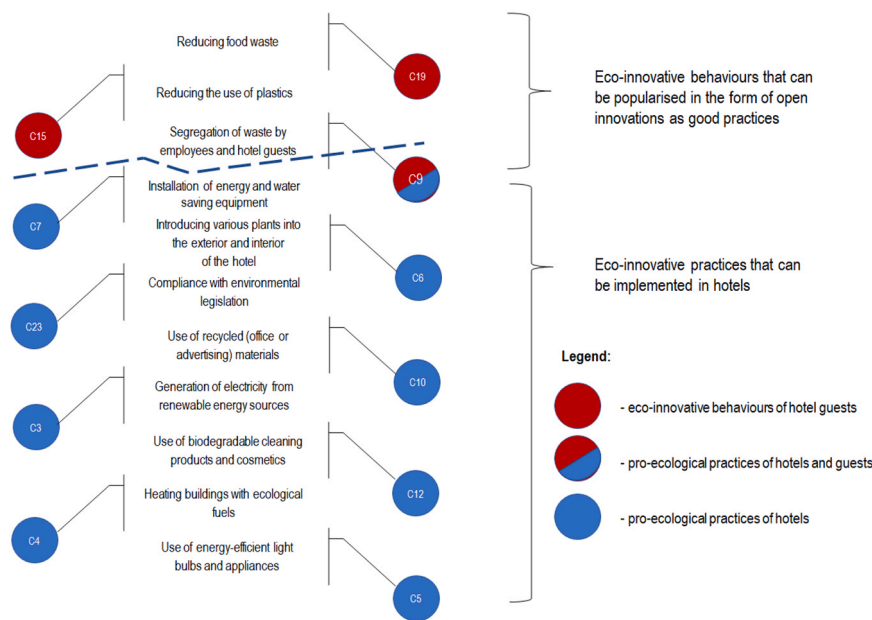 Reducing food waste
C19
Reducing the use of plastics
C15
Segregation of waste by
employees and hotel guests
C9
Installation of energy and water
saving equipment
C7
Introducing various plants into
the exterior and interior
of the hotel
C6
Compliance with environmental
legislation
C23
Use of recycled (office or
advertising) materials
C10
Generation of electricity from
renewable energy sources
C3
Use of biodegradable cleaning
products and cosmetics
C12
Heating buildings with ecological
fuels
C4
Use of energy-efficient light
bulbs and appliances
C5
Eco-innovative behaviours that can
be popularised in the form of open
innovations as good practices
Eco-innovative practices that can
be implemented in hotels
Legend:
- eco-innovative behaviours of hotel guests
- pro-ecological practices of hotels and guests
- pro-ecological practices of hotels